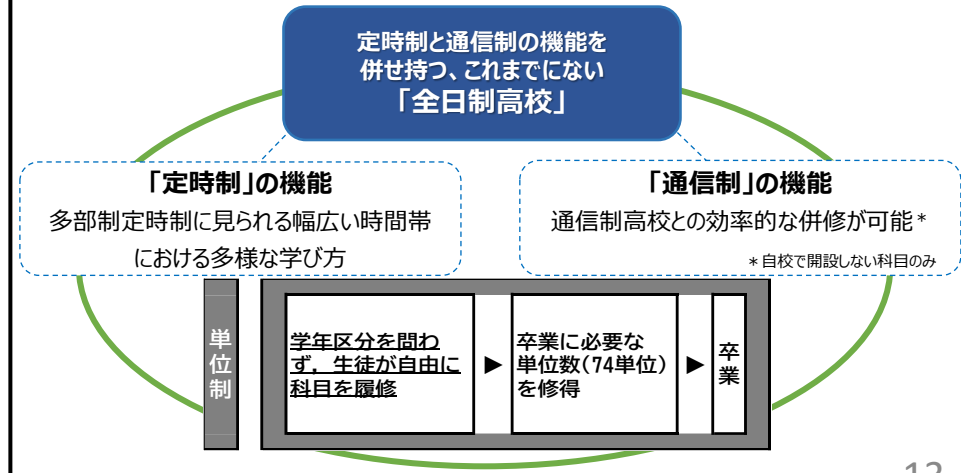 定時制と通信制の機能を
併せ持つ、これまでにない
「全日制高校」
「定時制」の機能
多部制定時制に見られる幅広い時間帯
における多様な学び方
「通信制」の機能
通信制高校との効率的な併修が可能*
*自校で開設しない科目のみ
単位制
学年区分を問わ
ず，生徒が自由に
科目を履修
▶
卒業に必要な
単位数(74単位)
を修得
▶
卒業